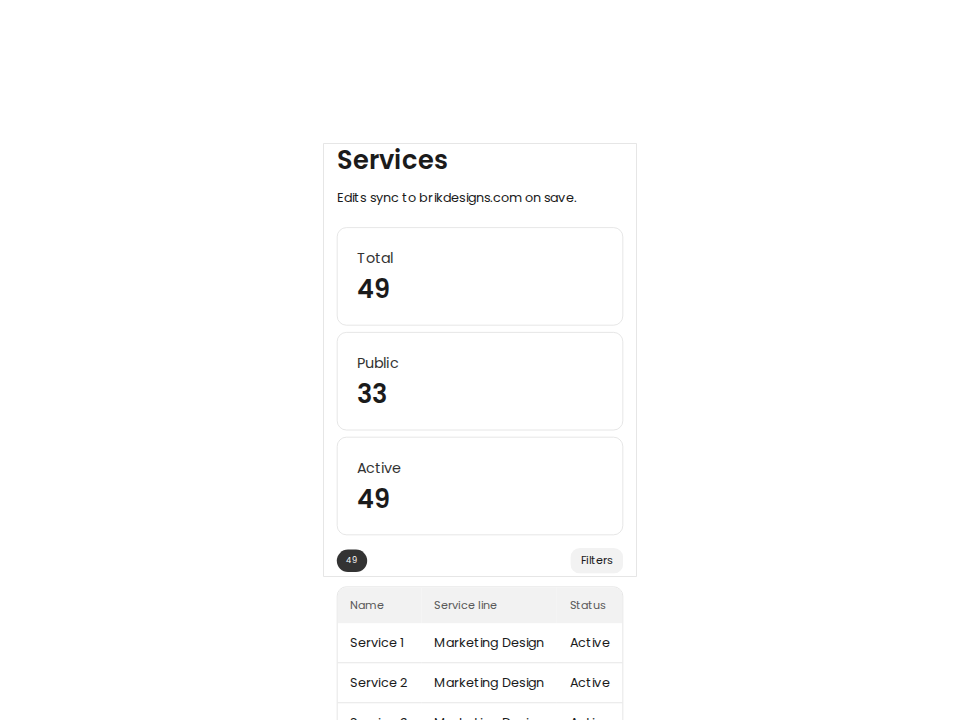 Services
Edits sync to brikdesigns.com on save.
Total
49
Public
33
Active
49
49 Filters
Name Service line Status
Service 1 Marketing Design Active
Service 2 Marketing Design Active